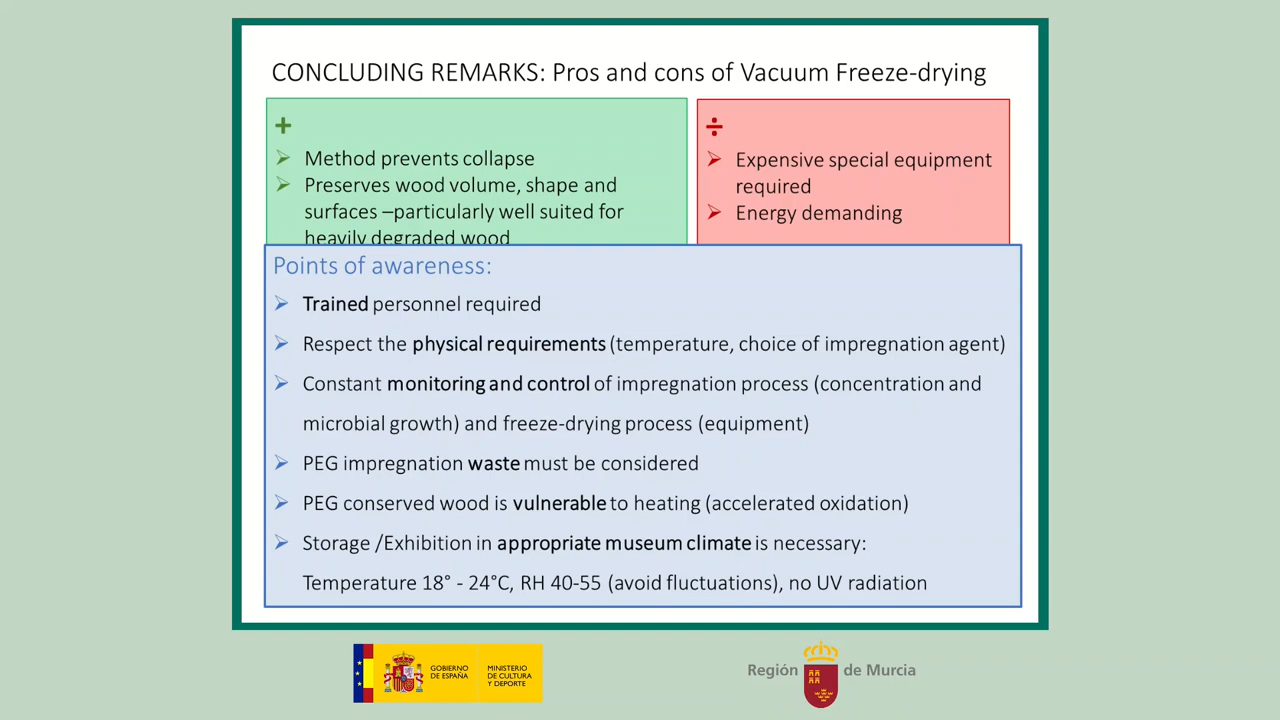 CONCLUDING REMARKS: Pros and cons of Vacuum Freeze-drying
+
➢ Method prevents collapse
➢ Preserves wood volume, shape and
surfaces –particularly well suited for
heavily degraded wood
÷
➢ Expensive special equipment
required
➢ Energy demanding
Points of awareness:
➢ Trained personnel required
➢ Respect the physical requirements (temperature, choice of impregnation agent)
➢ Constant monitoring and control of impregnation process (concentration and
microbial growth) and freeze-drying process (equipment)
➢ PEG impregnation waste must be considered
➢ PEG conserved wood is vulnerable to heating (accelerated oxidation)
➢ Storage /Exhibition in appropriate museum climate is necessary:
Temperature 18° - 24°C, RH 40-55 (avoid fluctuations), no UV radiation
GOBIERNO
DE ESPAÑA
MINISTERIO
DE CULTURA
Y DEPORTE
Región de Murcia